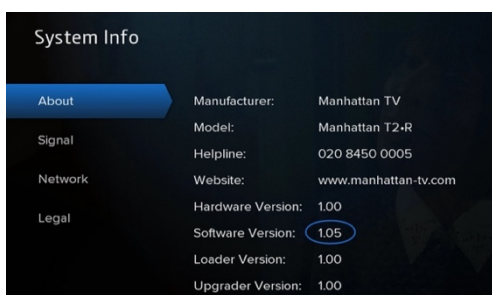 System Info
About
Signal
Network
Legal
Manufacturer: Manhattan TV
Model: Manhattan T2•R
Helpline: 020 8450 0005
Website: www.manhattan-tv.com
Hardware Version: 1.00
Software Version: 1.05
Loader Version: 1.00
Upgrader Version: 1.00